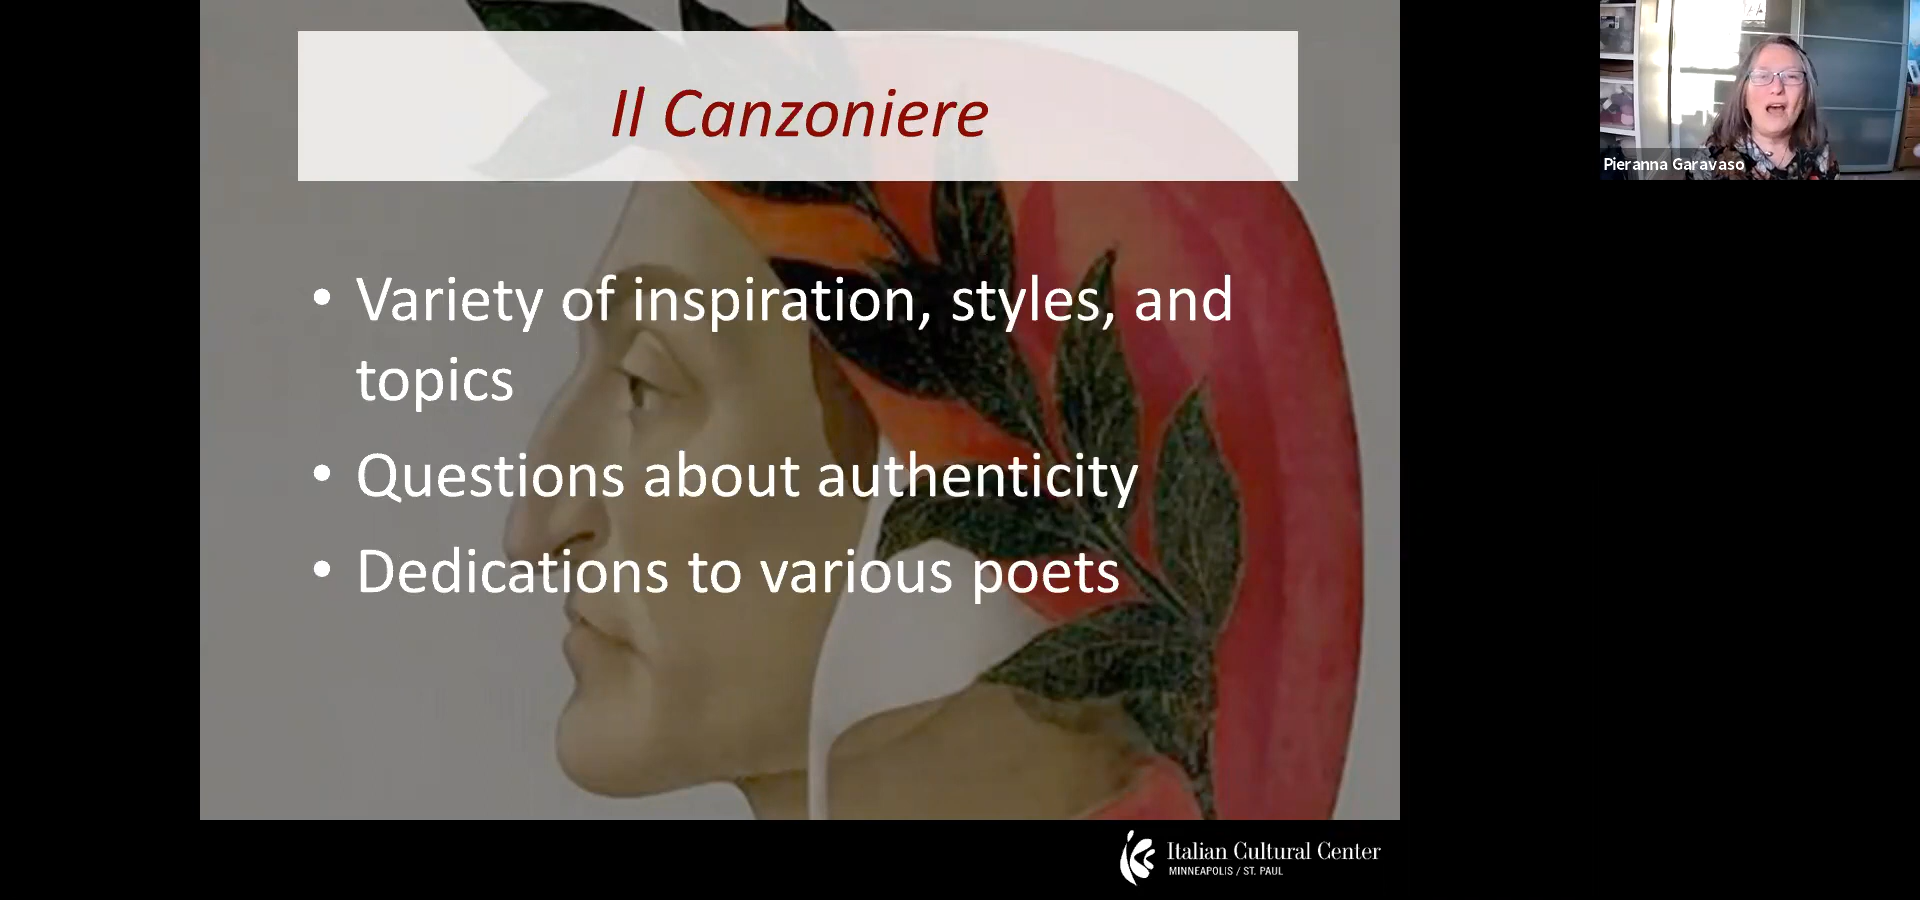 Il Canzoniere
• Variety of inspiration, styles, and
topics
• Questions about authenticity
• Dedications to various poets
Pieranna Garavaso
Italian Cultural Center
MINNEAPOLIS / ST. PAUL